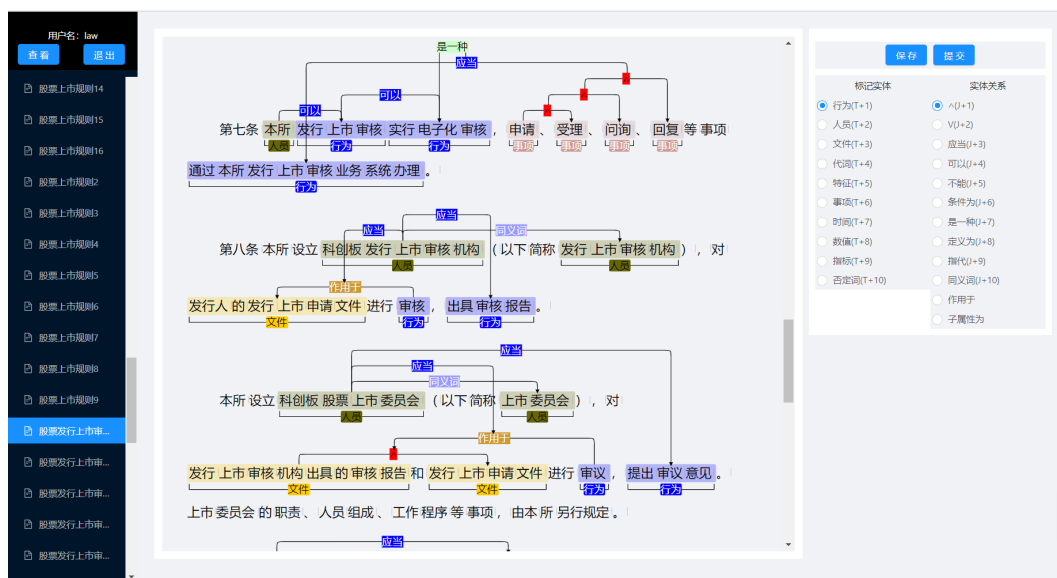 用户名：law
查看 退出
股票上市规则14
股票上市规则15
股票上市规则16
股票上市规则2
股票上市规则3
股票上市规则4
股票上市规则5
股票上市规则6
股票上市规则7
股票上市规则8
股票上市规则9
股票发行上市审...
股票发行上市审...
股票发行上市审...
股票发行上市审...
股票发行上市审...
是一种
应当
∧
可以
∧
可以
∧
第七条 本所 发行 上市 审核 实行 电子化 审核 ， 申请 、 受理 、 问询 、 回复 等 事项
人员 行为 行为 事项 事项 事项 事项
通过 本所 发行 上市 审核 业务 系统 办理 。
行为
应当
应当 同义词
第八条 本所 设立 科创板 发行 上市 审核 机构 （ 以下 简称 发行 上市 审核 机构 ） ， 对
人员 人员
作用于
发行人 的 发行 上市 申请 文件 进行 审核 ， 出具 审核 报告 。
文件 行为 行为
应当
应当
同义词
本所 设立 科创板 股票 上市 委员会 （ 以下 简称 上市 委员会 ） ， 对
人员 人员
作用于
∧
发行 上市 审核 机构 出具 的 审核 报告 和 发行 上市 申请 文件 进行 审议 ， 提出 审议 意见 。
文件 文件 行为 行为
上市 委员会 的 职责 、 人员 组成 、 工作 程序 等 事项 ， 由本 所 另行 规定 。
应当
保存 提交
标记实体 实体关系
行为(T+1) ∧(J+1)
人员(T+2) V(J+2)
文件(T+3) 应当(J+3)
代词(T+4) 可以(J+4)
特征(T+5) 不能(J+5)
事项(T+6) 条件为(J+6)
时间(T+7) 是一种(J+7)
数值(T+8) 定义为(J+8)
指标(T+9) 指代(J+9)
否定词(T+10) 同义词(J+10)
作用于
子属性为